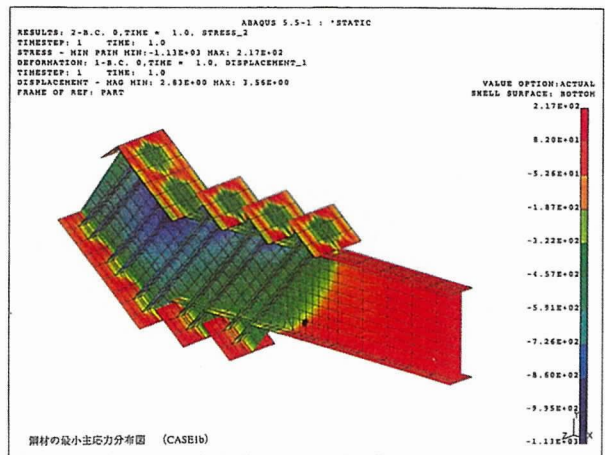 ABAQUS 5.5-1 : *STATIC
RESULTS: 2-B.C. 0,TIME = 1.0, STRESS_2
TIMESTEP: 1 TIME: 1.0
STRESS - MIN PRIN MIN:-1.13E+03 MAX: 2.17E+02
DEFORMATION: 1-B.C. 0,TIME = 1.0, DISPLACEMENT_1
TIMESTEP: 1 TIME: 1.0
DISPLACEMENT - MAG MIN: 2.83E+00 MAX: 3.56E+00
FRAME OF REF: PART
VALUE OPTION:ACTUAL
SHELL SURFACE: BOTTOM
2.17E+02
8.20E+01
-5.26E+01
-1.87E+02
-3.22E+02
-4.57E+02
-5.91E+02
-7.26E+02
-8.60E+02
-9.95E+02
-1.13E+03
Y
Z X
鋼材の最小主応力分布図 (CASE1b)